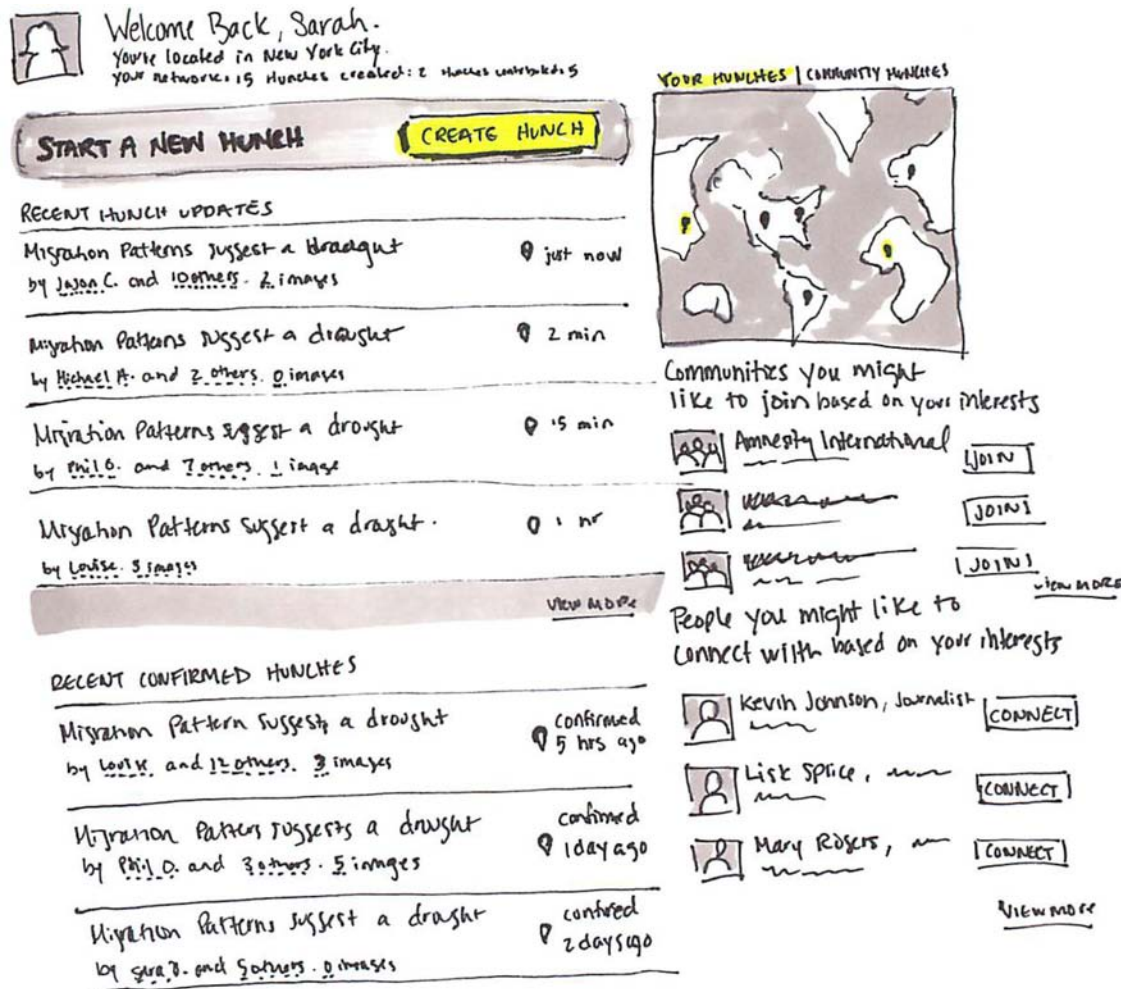 Welcome Back, Sarah.
You're located in New York City.
Your network: 15 Hunches created: 2 Hunches contributed: 5
START A NEW HUNCH
CREATE HUNCH
RECENT HUNCH UPDATES
Migration Patterns suggest a
just now
by Jason C. and 10 others. 2 images
Migration Patterns suggest a draught
2 min
by Michael A. and 2 others. 0 images
Migration Patterns suggest a drought
15 min
by Phil O. and 7 others. 1 image
Migration Patterns suggest a draght.
1 hr
by Louise. 3 images
VIEW MORE
RECENT CONFIRMED HUNCHES
Migration Pattern suggests a drought
confirmed
5 hrs ago
by Louise. and 12 others. 3 images
Migration Pattern suggests a drought
confirmed
1 day ago
by Phil O. and 3 others. 5 images
Migration Patterns suggest a draght
2 days ago
by and 5 others. 0 images
YOUR HUNCHES | COMMUNITY HUNCHES
Communities you might
like to join based on your interests
Amnesty International
JOIN
JOIN
JOIN
VIEW MORE
People you might like to
connect with based on your interests
Kevin Johnson, Journalist
CONNECT
Lisk Splice,
CONNECT
Mary Rogers,
CONNECT
VIEW MORE